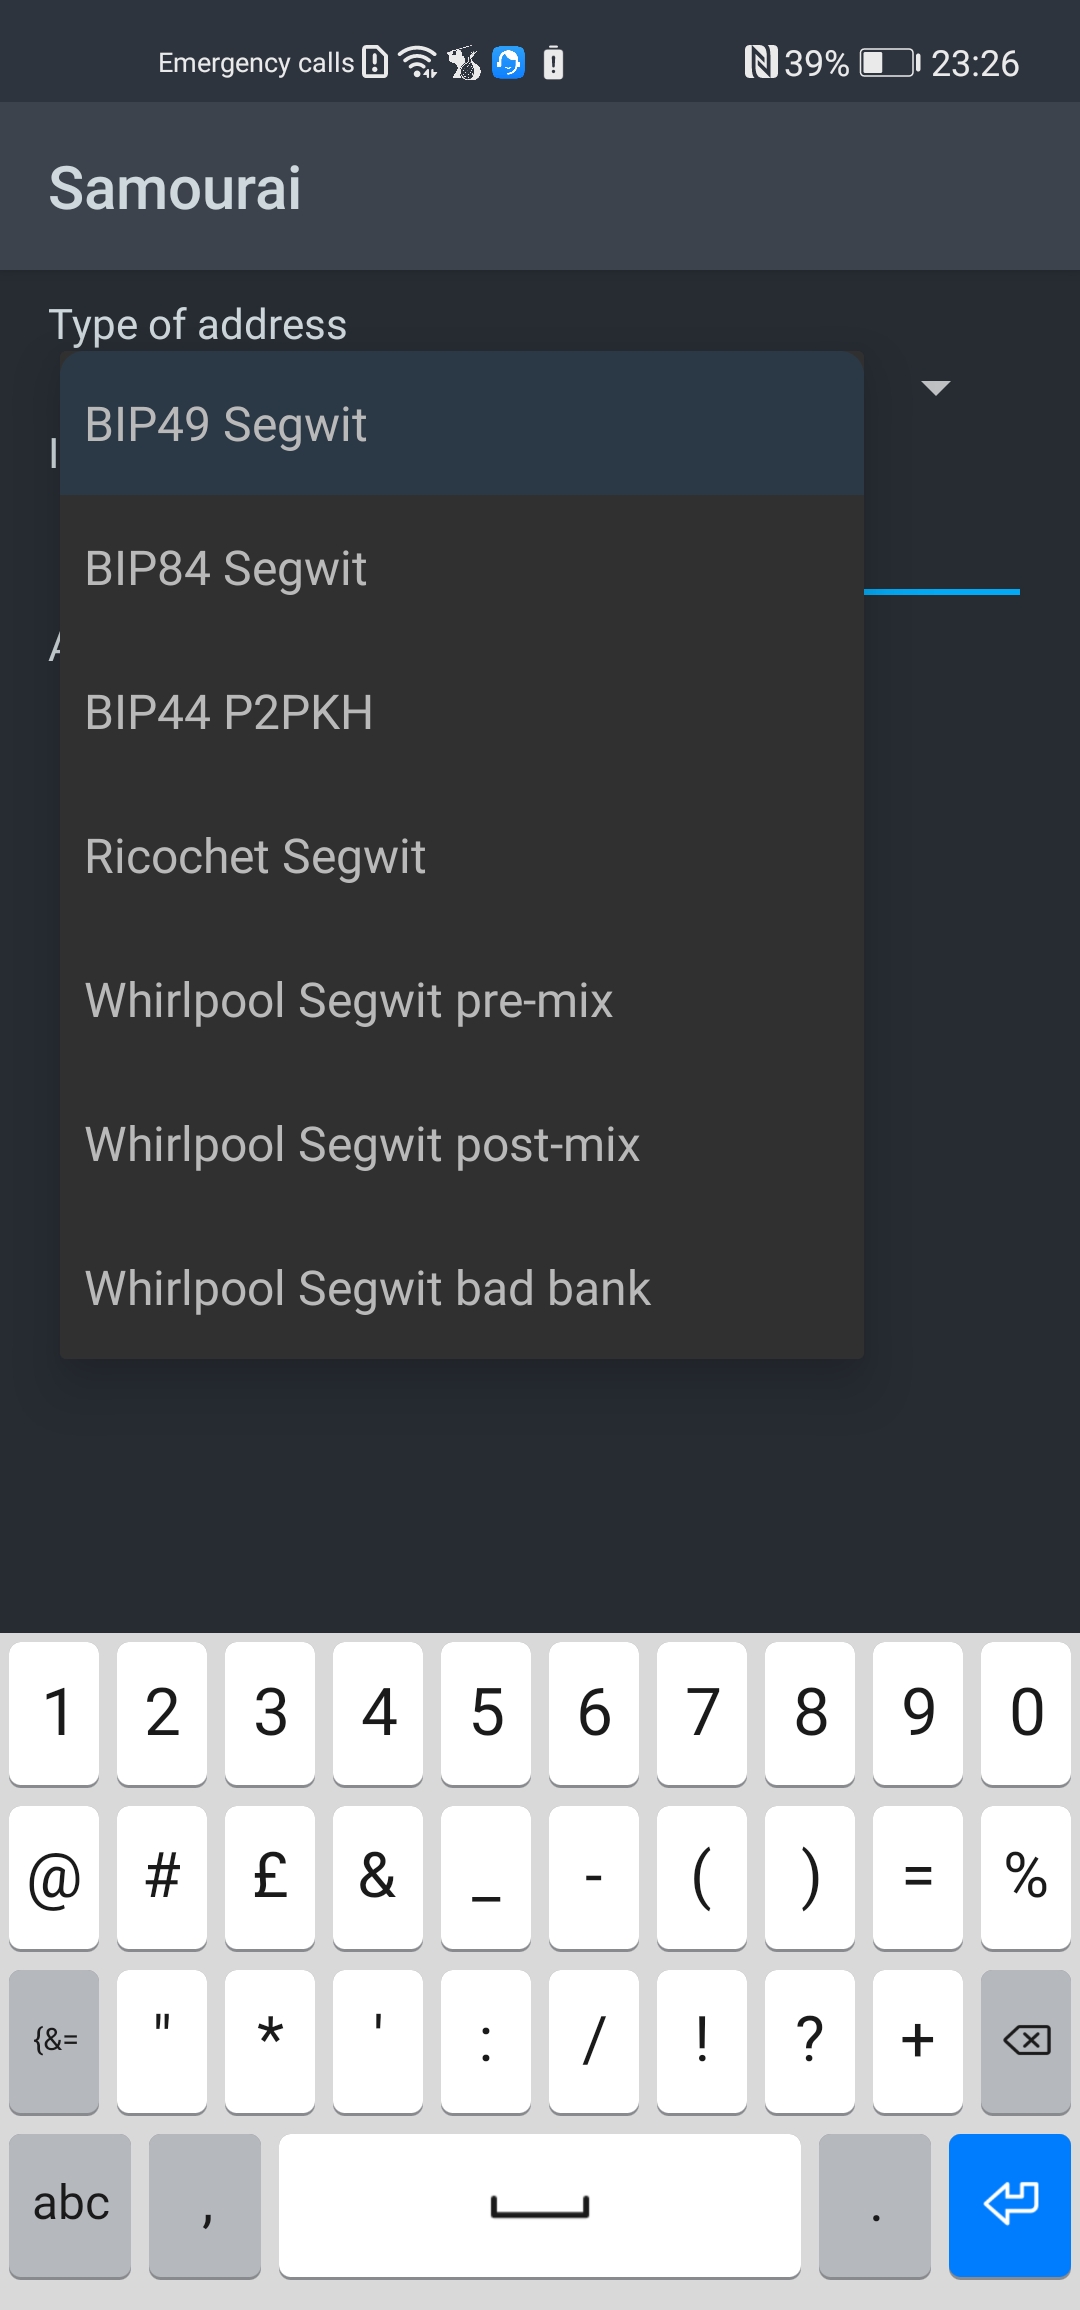 Emergency calls 39% 23:26
Samourai
Type of address
BIP49 Segwit
BIP84 Segwit
BIP44 P2PKH
Ricochet Segwit
Whirlpool Segwit pre-mix
Whirlpool Segwit post-mix
Whirlpool Segwit bad bank
1 2 3 4 5 6 7 8 9 0
@ # £ & _ - ( ) = %
{&= " * ' : / ! ? +
abc , .